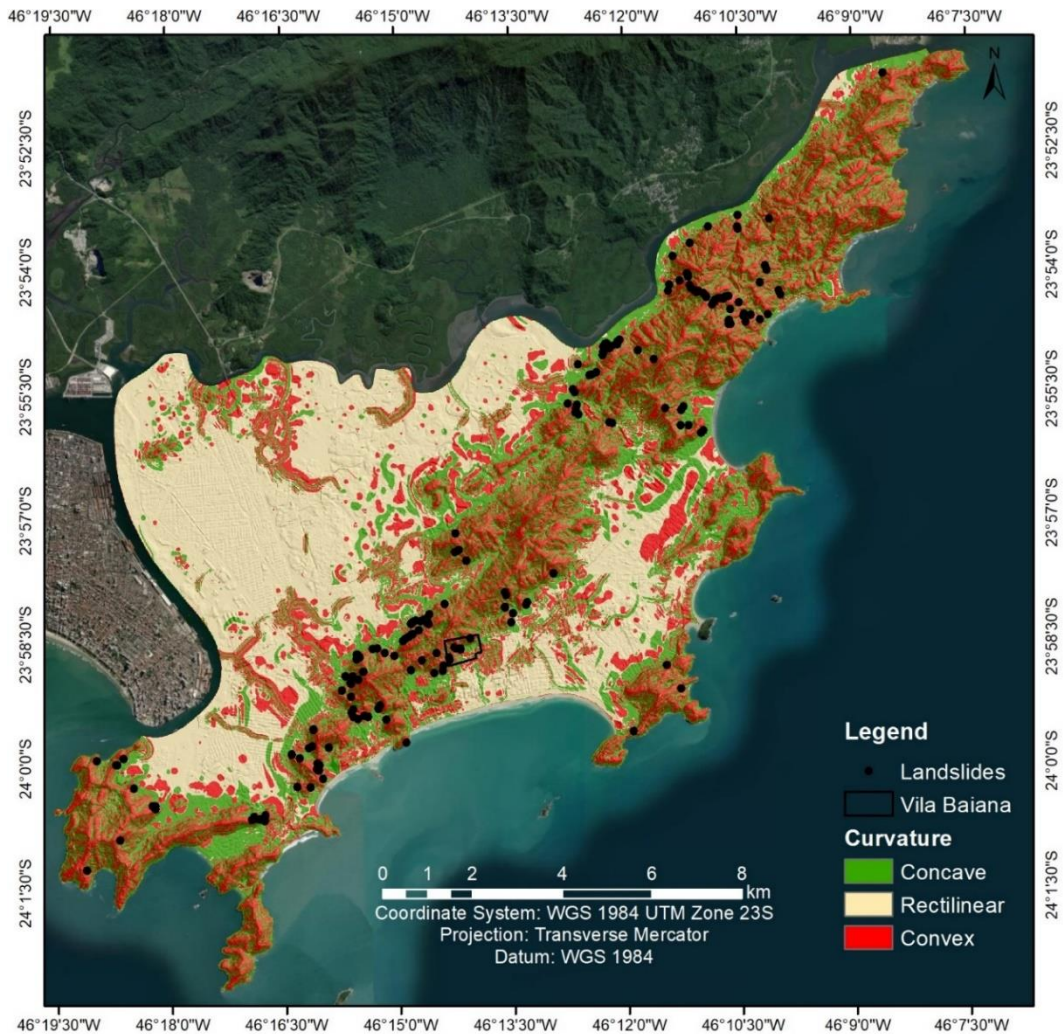 46°19'30"W 46°18'0"W 46°16'30"W 46°15'0"W 46°13'30"W 46°12'0"W 46°10'30"W 46°9'0"W 46°7'30"W
N
23°52'30"S 23°52'30"S
23°54'0"S 23°54'0"S
23°55'30"S 23°55'30"S
23°57'0"S 23°57'0"S
23°58'30"S 23°58'30"S
24°0'0"S 24°0'0"S
24°1'30"S 24°1'30"S
Legend
Landslides
Vila Baiana
Curvature
Concave
Rectilinear
Convex
0 1 2 4 6 8
km
Coordinate System: WGS 1984 UTM Zone 23S
Projection: Transverse Mercator
Datum: WGS 1984
46°19'30"W 46°18'0"W 46°16'30"W 46°15'0"W 46°13'30"W 46°12'0"W 46°10'30"W 46°9'0"W 46°7'30"W